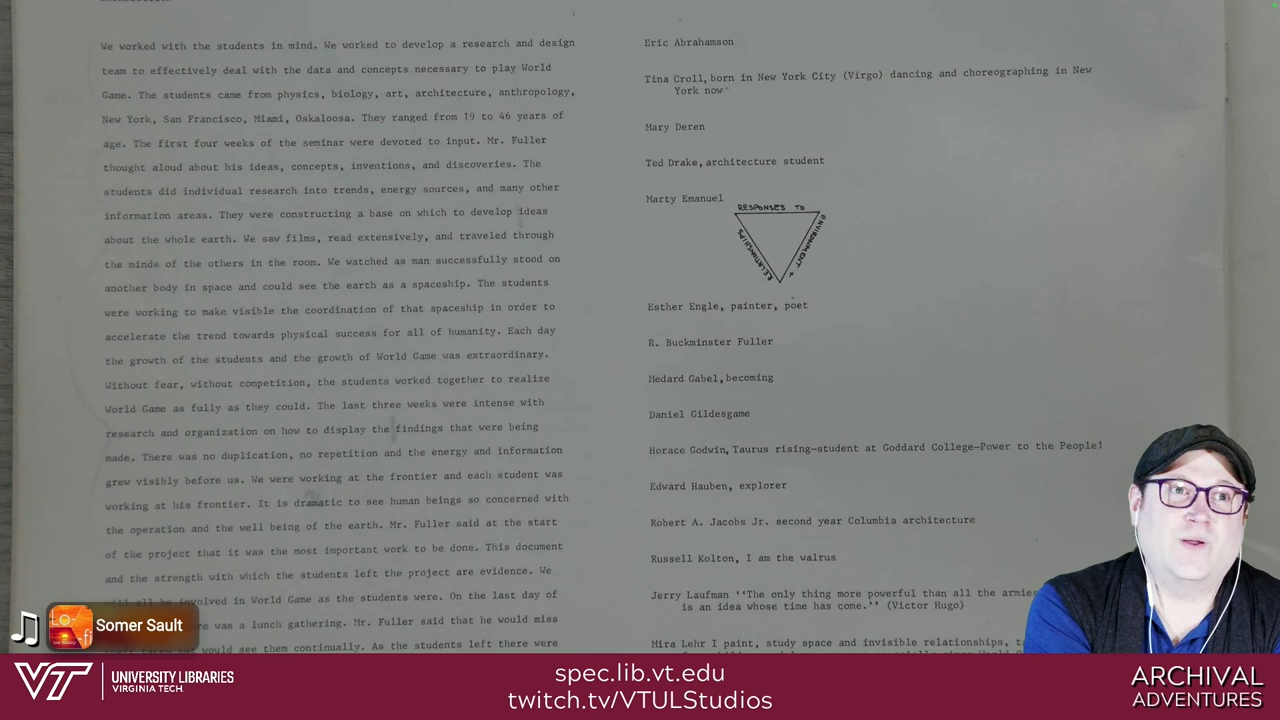 We worked with the students in mind. We worked to develop a research and design
team to effectively deal with the data and concepts necessary to play World
Game. The students came from physics, biology, art, architecture, anthropology,
New York, San Francisco, Miami, Oskaloosa. They ranged from 19 to 46 years of
age. The first four weeks of the seminar were devoted to input. Mr. Fuller
thought aloud about his ideas, concepts, inventions, and discoveries. The
students did individual research into trends, energy sources, and many other
information areas. They were constructing a base on which to develop ideas
about the whole earth. We saw films, read extensively, and traveled through
the minds of the others in the room. We watched as man successfully stood on
another body in space and could see the earth as a spaceship. The students
were working to make visible the coordination of that spaceship in order to
accelerate the trend towards physical success for all of humanity. Each day
the growth of the students and the growth of World Game was extraordinary.
Without fear, without competition, the students worked together to realize
World Game as fully as they could. The last three weeks were intense with
research and organization on how to display the findings that were being
made. There was no duplication, no repetition and the energy and information
grew visibly before us. We were working at the frontier and each student was
working at his frontier. It is dramatic to see human beings so concerned with
the operation and the well being of the earth. Mr. Fuller said at the start
of the project that it was the most important work to be done. This document
and the strength with which the students left the project are evidence. We
will all be involved in World Game as the students were. On the last day of
was a lunch gathering. Mr. Fuller said that he would miss
would see them continually. As the students left there were
Eric Abrahamson
Tina Croll, born in New York City (Virgo) dancing and choreographing in New
York now
Mary Deren
Ted Drake, architecture student
Marty Emanuel
RESPONSES TO
ENVIRONMENT +
RELATIONSHIPS
Esther Engle, painter, poet
R. Buckminster Fuller
Medard Gabel, becoming
Daniel Gildesgame
Horace Godwin, Taurus rising-student at Goddard College-Power to the People!
Edward Hauben, explorer
Robert A. Jacobs Jr. second year Columbia architecture
Russell Kolton, I am the walrus
Jerry Laufman ''The only thing more powerful than all the armie
is an idea whose time has come.'' (Victor Hugo)
Mira Lehr I paint, study space and invisible relationships,
Lo-fi
Somer Sault
VT UNIVERSITY LIBRARIES
VIRGINIA TECH.
spec.lib.vt.edu
twitch.tv/VTULStudios
ARCHIVAL
ADVENTURES